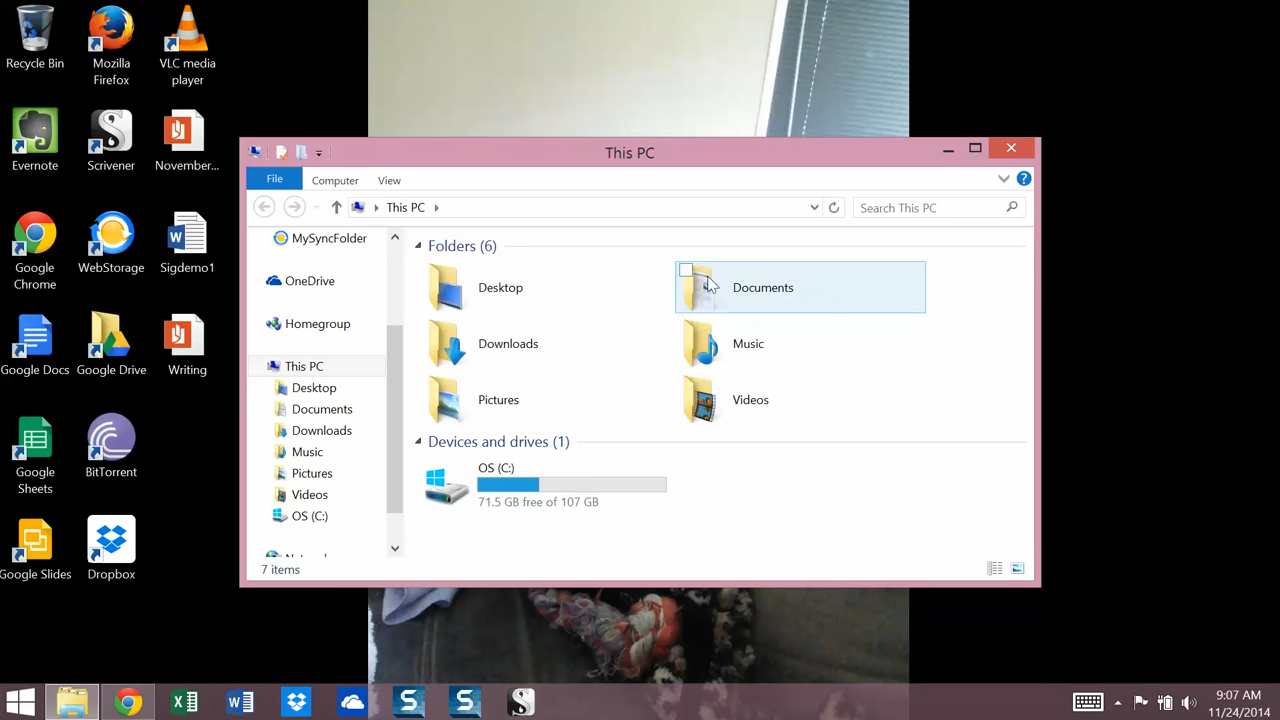 Recycle Bin
Mozilla
Firefox
VLC media
player
Evernote
Scrivener
November...
Google
Chrome
WebStorage
Sigdemo1
Google Docs
Google Drive
Writing
Google
Sheets
BitTorrent
Google Slides
Dropbox
This PC
File
Computer
View
This PC
Search This PC
MySyncFolder
OneDrive
Homegroup
This PC
Desktop
Documents
Downloads
Music
Pictures
Videos
OS (C:)
Folders (6)
Desktop
Documents
Downloads
Music
Pictures
Videos
Devices and drives (1)
OS (C:)
71.5 GB free of 107 GB
7 items
9:07 AM
11/24/2014